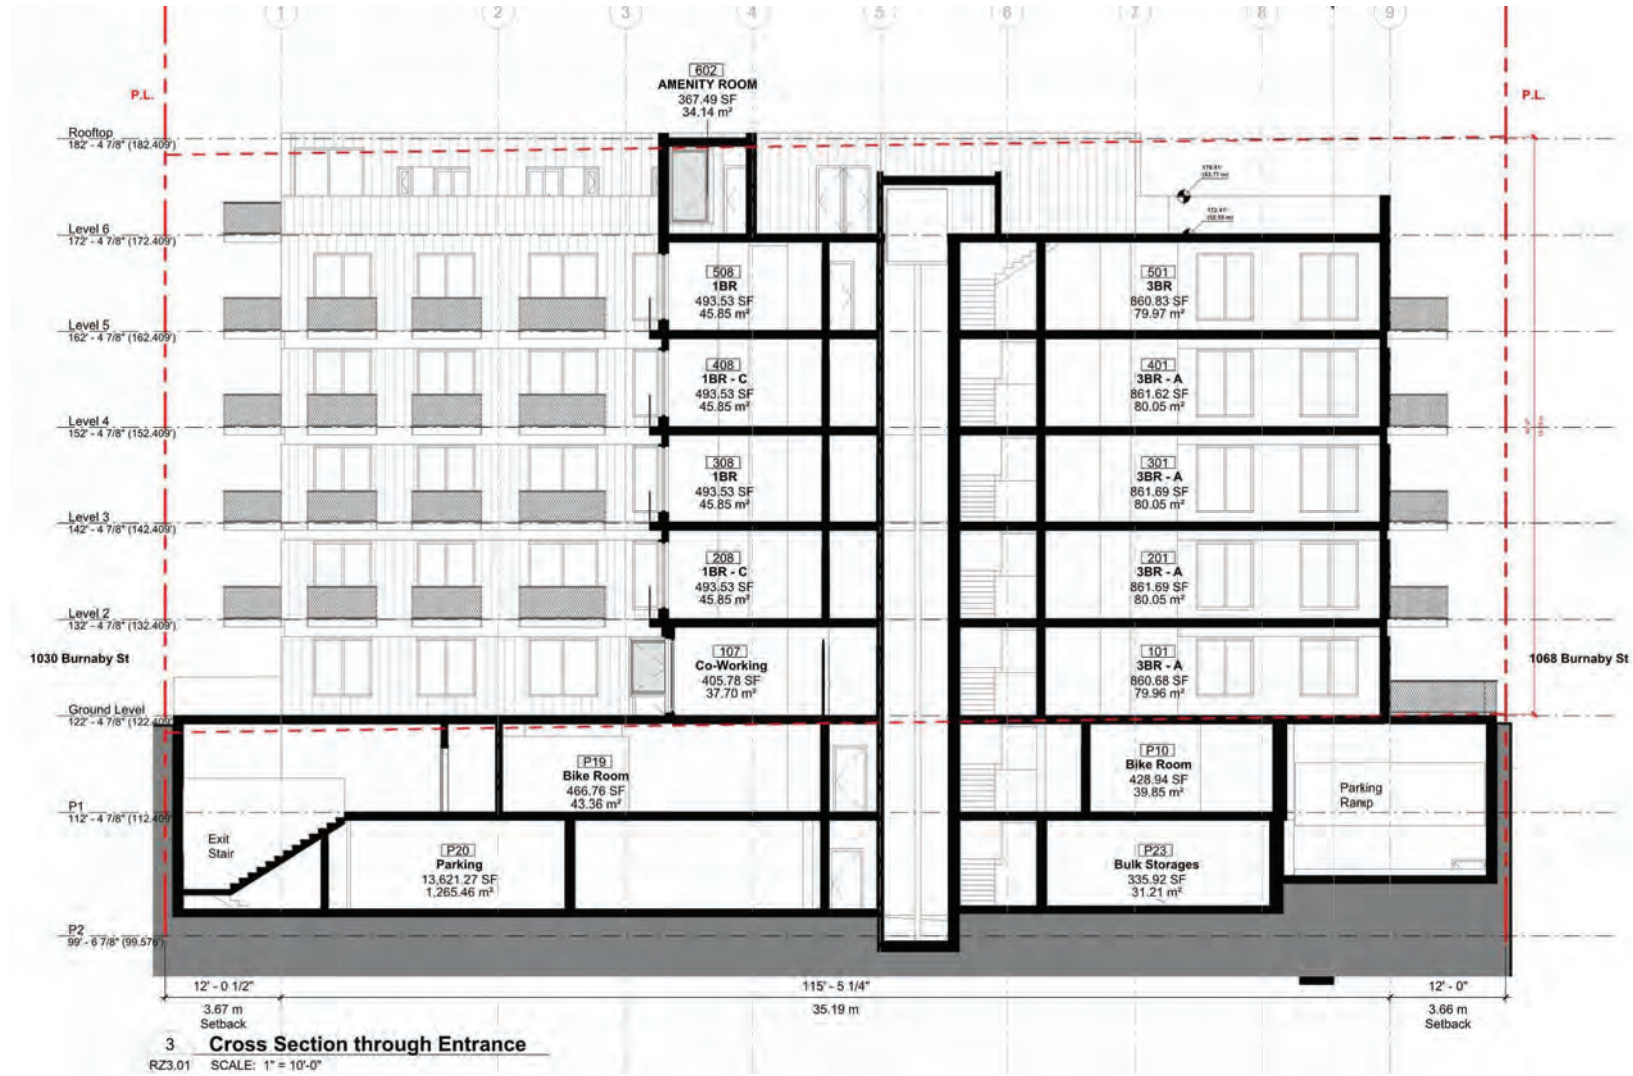 1 2 3 4 5 6 7 8 9
602
AMENITY ROOM
367.49 SF
34.14 m²
P.L.
P.L.
Rooftop
182' - 4 7/8" (182.409')
Level 6
172' - 4 7/8" (172.409')
508
1BR
493.53 SF
45.85 m²
501
3BR
860.83 SF
79.97 m²
Level 5
162' - 4 7/8" (162.409')
408
1BR - C
493.53 SF
45.85 m²
401
3BR - A
861.62 SF
80.05 m²
Level 4
152' - 4 7/8" (152.409')
308
1BR
493.53 SF
45.85 m²
301
3BR - A
861.69 SF
80.05 m²
Level 3
142' - 4 7/8" (142.409')
208
1BR - C
493.53 SF
45.85 m²
201
3BR - A
861.69 SF
80.05 m²
Level 2
132' - 4 7/8" (132.409')
1030 Burnaby St
107
Co-Working
405.78 SF
37.70 m²
101
3BR - A
860.68 SF
79.96 m²
1068 Burnaby St
Ground Level
122' - 4 7/8" (122.409')
P19
Bike Room
466.76 SF
43.36 m²
P10
Bike Room
428.94 SF
39.85 m²
Parking
Ramp
P1
112' - 4 7/8" (112.409')
Exit
Stair
P20
Parking
13,621.27 SF
1,265.46 m²
P23
Bulk Storages
335.92 SF
31.21 m²
P2
99' - 6 7/8" (99.576')
12' - 0 1/2"
3.67 m
Setback
115' - 5 1/4"
35.19 m
12' - 0"
3.66 m
Setback
3 Cross Section through Entrance
RZ3.01 SCALE: 1" = 10'-0"